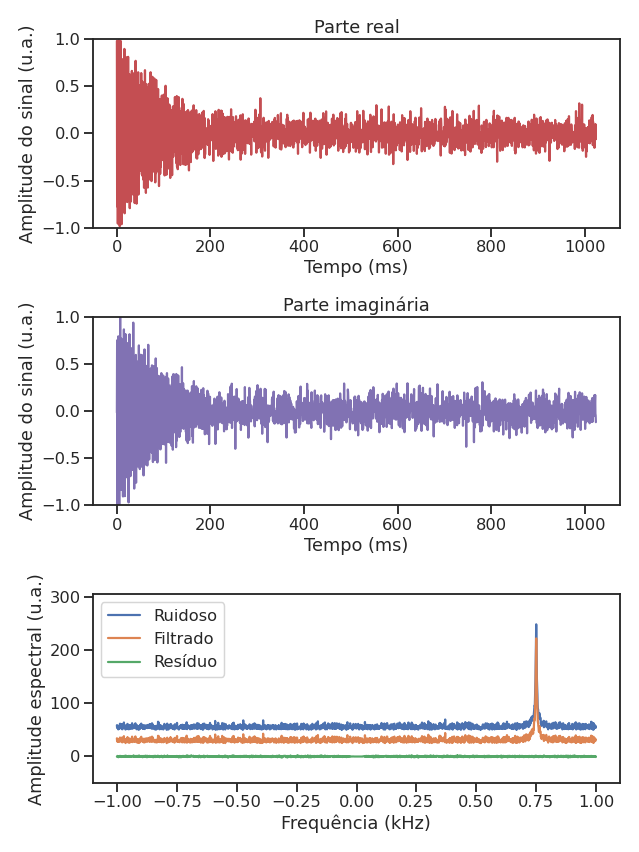 Parte real
Amplitude do sinal (u.a.)
1.0
0.5
0.0
−0.5
−1.0
0 200 400 600 800 1000
Tempo (ms)
Parte imaginária
Amplitude do sinal (u.a.)
1.0
0.5
0.0
−0.5
−1.0
0 200 400 600 800 1000
Tempo (ms)
Amplitude espectral (u.a.)
300
200
100
0
Ruidoso
Filtrado
Resíduo
−1.00 −0.75 −0.50 −0.25 0.00 0.25 0.50 0.75 1.00
Frequência (kHz)